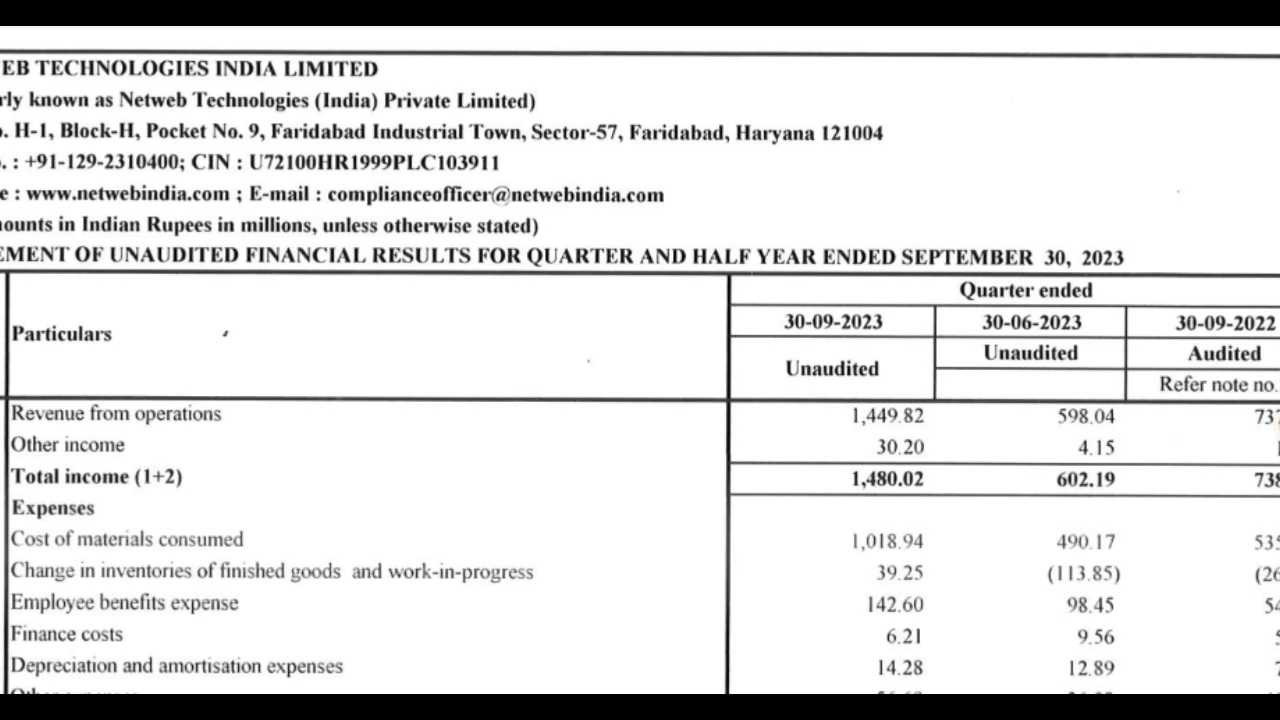 EB TECHNOLOGIES INDIA LIMITED
rly known as Netweb Technologies (India) Private Limited)
. H-1, Block-H, Pocket No. 9, Faridabad Industrial Town, Sector-57, Faridabad, Haryana 121004
. : +91-129-2310400; CIN : U72100HR1999PLC103911
e : www.netwebindia.com ; E-mail : complianceofficer@netwebindia.com
ounts in Indian Rupees in millions, unless otherwise stated)
EMENT OF UNAUDITED FINANCIAL RESULTS FOR QUARTER AND HALF YEAR ENDED SEPTEMBER 30, 2023
Quarter ended
Particulars 30-09-2023 30-06-2023 30-09-2022
Unaudited Unaudited Audited
Refer note no.
Revenue from operations 1,449.82 598.04 737
Other income 30.20 4.15
Total income (1+2) 1,480.02 602.19 738
Expenses
Cost of materials consumed 1,018.94 490.17 535
Change in inventories of finished goods and work-in-progress 39.25 (113.85) (26
Employee benefits expense 142.60 98.45 54
Finance costs 6.21 9.56
Depreciation and amortisation expenses 14.28 12.89